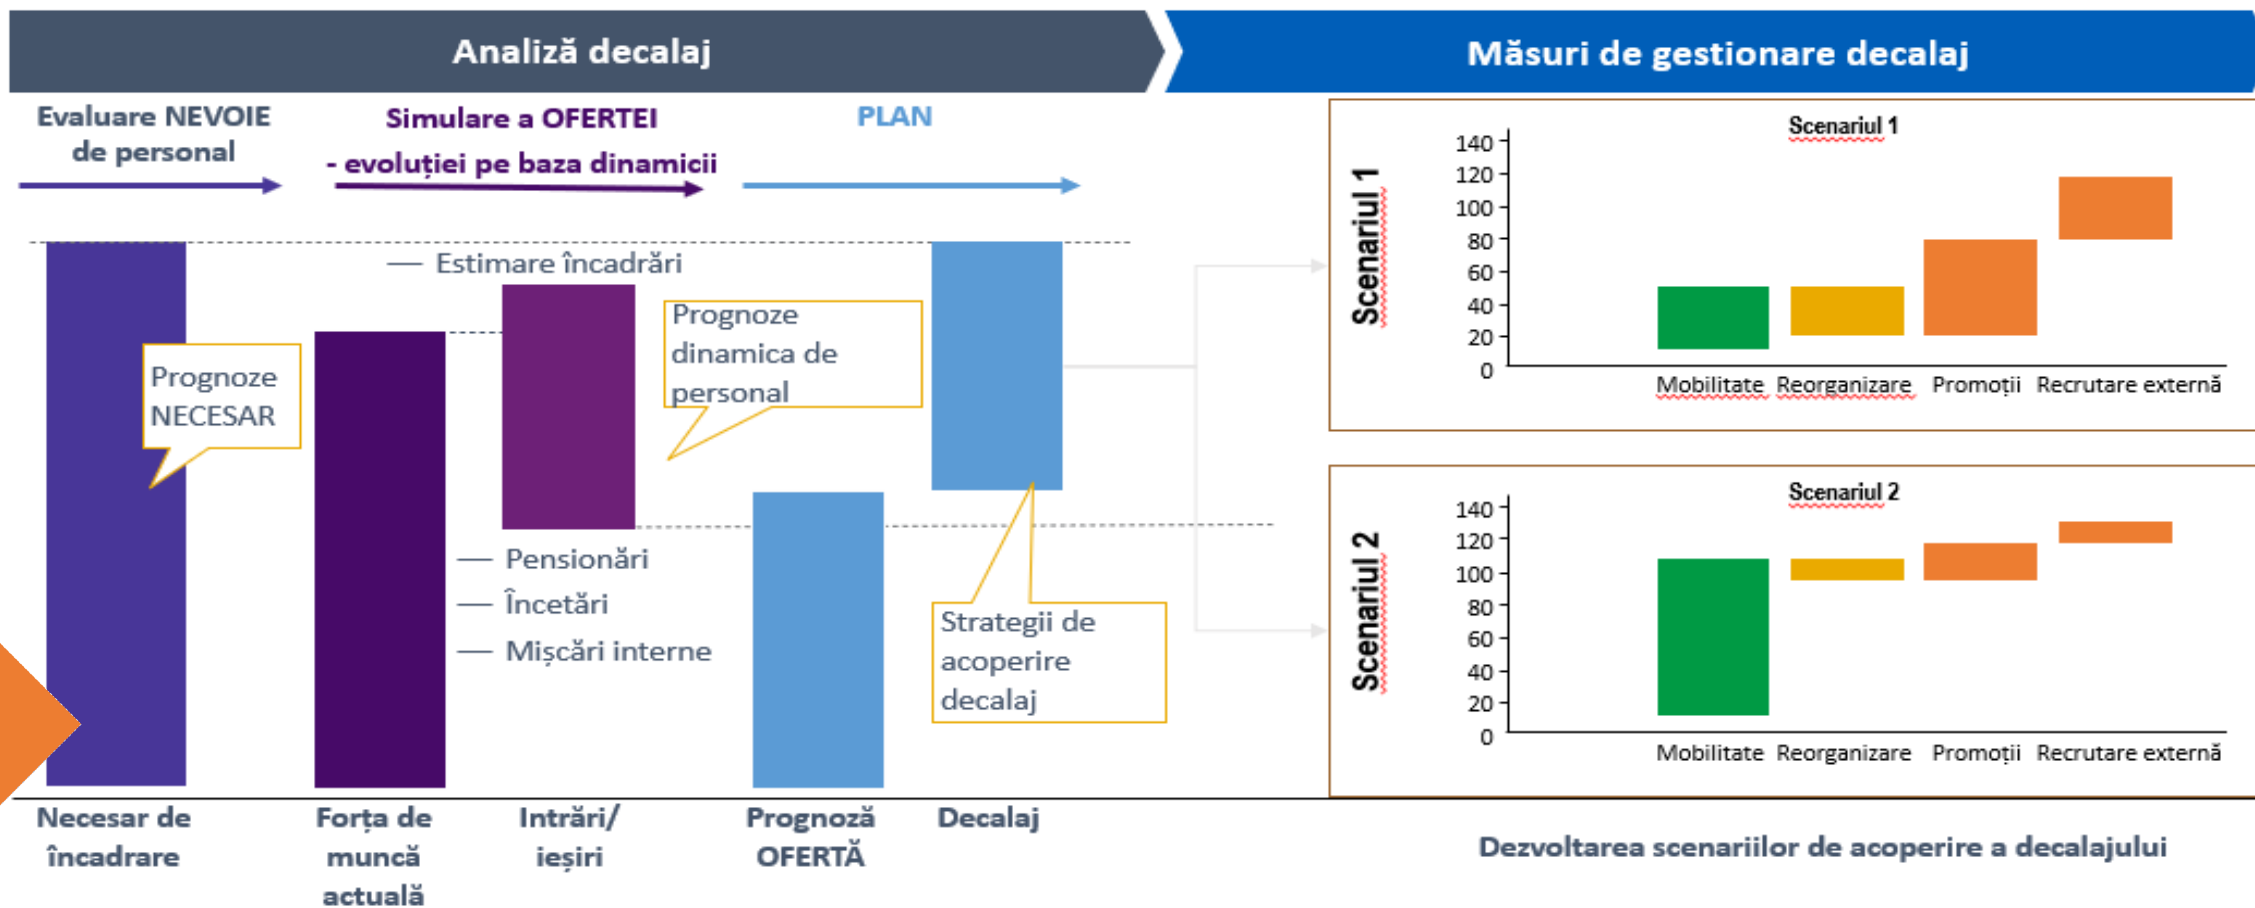 Analiză decalaj
Măsuri de gestionare decalaj
Evaluare NEVOIE
de personal
Simulare a OFERTEI
- evoluției pe baza dinamicii
PLAN
Estimare încadrări
Prognoze
NECESAR
Prognoze
dinamica de
personal
Pensionări
Încetări
Mișcări interne
Strategii de
acoperire
decalaj
Necesar de
încadrare
Forța de
muncă
actuală
Intrări/
ieșiri
Prognoză
OFERTĂ
Decalaj
Scenariul 1
Scenariul 1
140
120
100
80
60
40
20
0
Mobilitate Reorganizare Promoții Recrutare externă
Scenariul 2
Scenariul 2
140
120
100
80
60
40
20
0
Mobilitate Reorganizare Promoții Recrutare externă
Dezvoltarea scenariilor de acoperire a decalajului